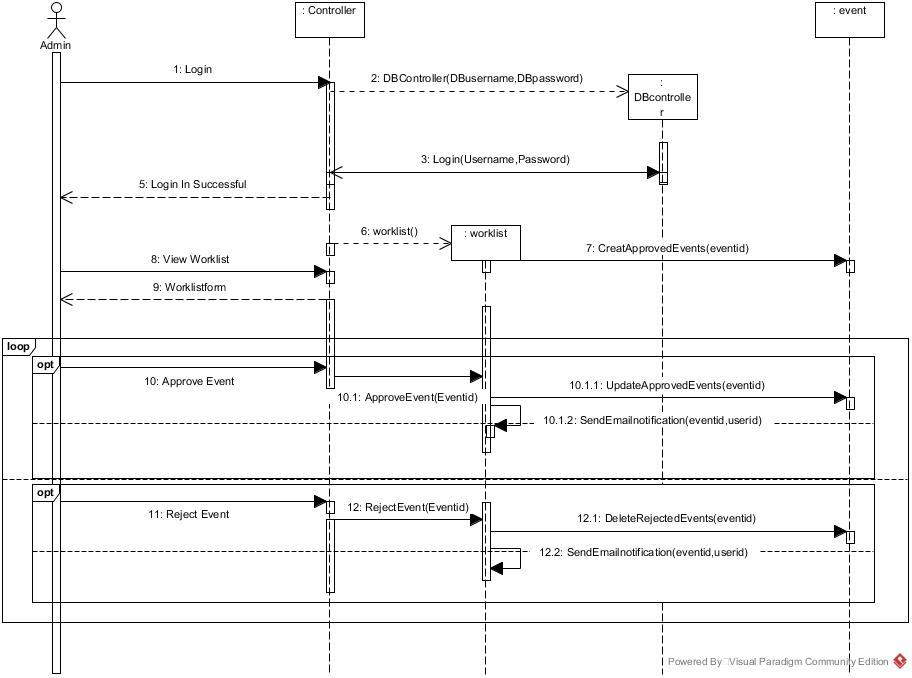 : Controller
: event
Admin
1: Login
2: DBController(DBusername,DBpassword)
:
DBcontrolle
r
3: Login(Username,Password)
5: Login In Successful
6: worklist()
: worklist
7: CreatApprovedEvents(eventid)
8: View Worklist
9: Worklistform
loop
opt
10: Approve Event
10.1: ApproveEvent(Eventid)
10.1.1: UpdateApprovedEvents(eventid)
10.1.2: SendEmailnotification(eventid,userid)
opt
11: Reject Event
12: RejectEvent(Eventid)
12.1: DeleteRejectedEvents(eventid)
12.2: SendEmailnotification(eventid,userid)
Powered By Visual Paradigm Community Edition